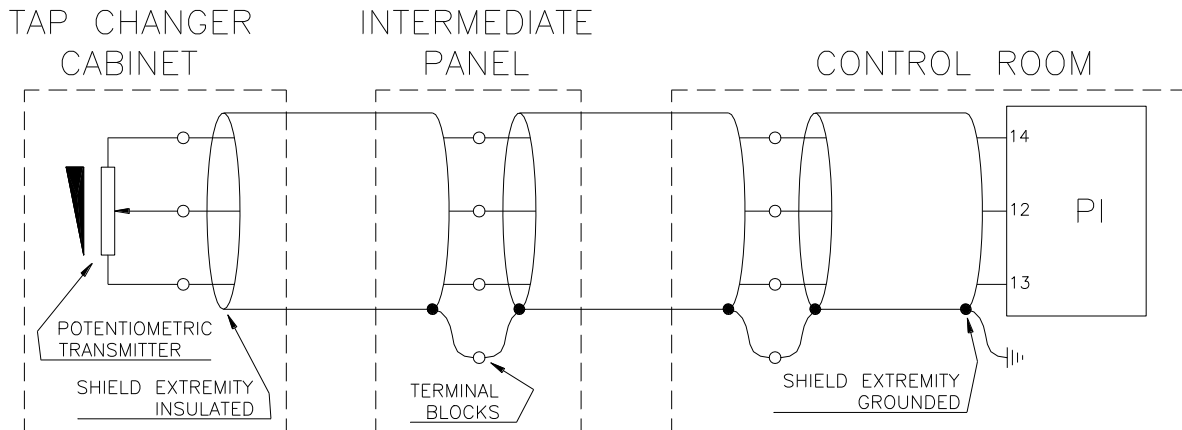 TAP CHANGER
CABINET
INTERMEDIATE
PANEL
CONTROL ROOM
14
12
13
PI
POTENTIOMETRIC
TRANSMITTER
SHIELD EXTREMITY
INSULATED
TERMINAL
BLOCKS
SHIELD EXTREMITY
GROUNDED